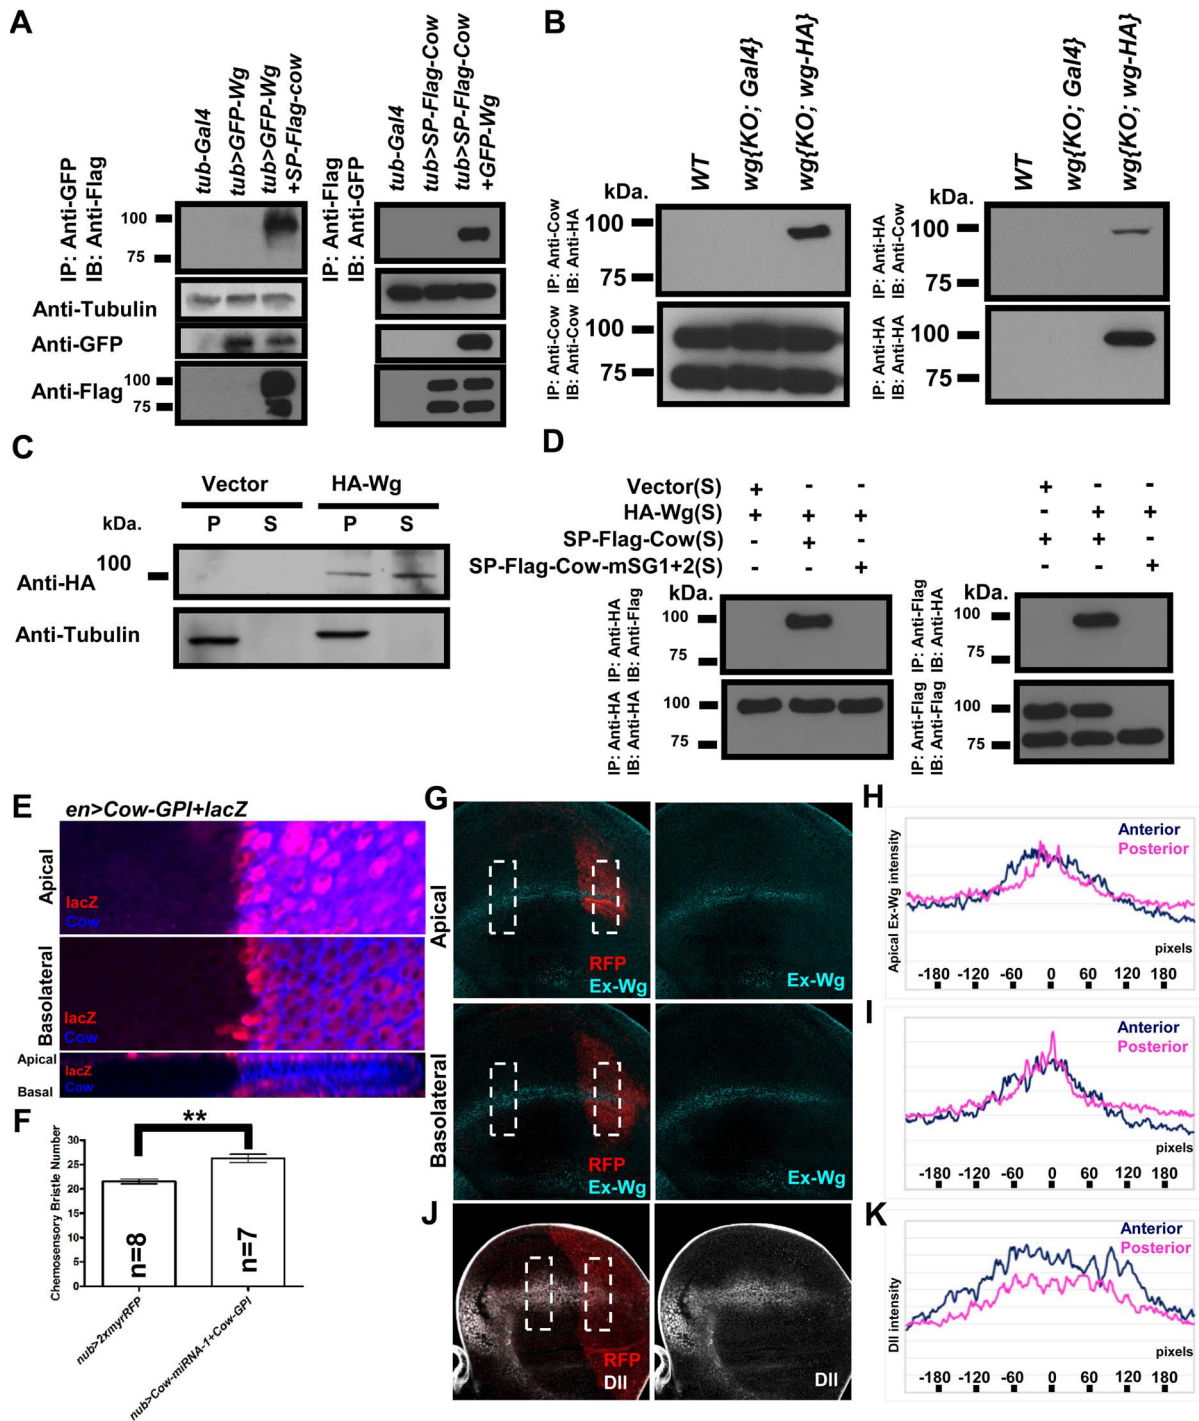 A
tub-Gal4
tub>GFP-Wg
tub>GFP-Wg
+SP-Flag-cow
IP: Anti-GFP
IB: Anti-Flag
100
75
Anti-Tubulin
Anti-GFP
Anti-Flag
100
75
IP: Anti-Flag
IB: Anti-GFP
tub-Gal4
tub>SP-Flag-Cow
tub>SP-Flag-Cow
+GFP-Wg
B
WT
wg{KO; Gal4}
wg{KO; wg-HA}
kDa.
IP: Anti-Cow
IB: Anti-HA
100
75
IP: Anti-Cow
IB: Anti-Cow
100
75
WT
wg{KO; Gal4}
wg{KO; wg-HA}
kDa.
IP: Anti-HA
IB: Anti-Cow
100
75
IP: Anti-HA
IB: Anti-HA
100
75
C
Vector HA-Wg
kDa. P S P S
100
Anti-HA
Anti-Tubulin
D
Vector(S) + - - + - -
HA-Wg(S) + + + - + +
SP-Flag-Cow(S) - + - + + -
SP-Flag-Cow-mSG1+2(S) - - + - - +
kDa.
IP: Anti-HA
IB: Anti-Flag
100
75
IP: Anti-HA
IB: Anti-HA
100
75
kDa.
IP: Anti-Flag
IB: Anti-HA
100
75
IP: Anti-Flag
IB: Anti-Flag
100
75
E
en>Cow-GPI+lacZ
Apical
lacZ
Cow
Basolateral
lacZ
Cow
Apical
lacZ
Cow
Basal
F
**
Chemosensory Bristle Number
30
25
20
15
10
5
0
n=8
n=7
nub>2xmyrRFP
nub>Cow-miRNA-1+Cow-GPI
G
Apical
RFP
Ex-Wg
Ex-Wg
Basolateral
RFP
Ex-Wg
Ex-Wg
H
Anterior
Posterior
Apical Ex-Wg intensity
pixels
-180 -120 -60 0 60 120 180
I
Anterior
Posterior
pixels
-180 -120 -60 0 60 120 180
J
RFP
Dll
Dll
K
Anterior
Posterior
Dll intensity
pixels
-180 -120 -60 0 60 120 180